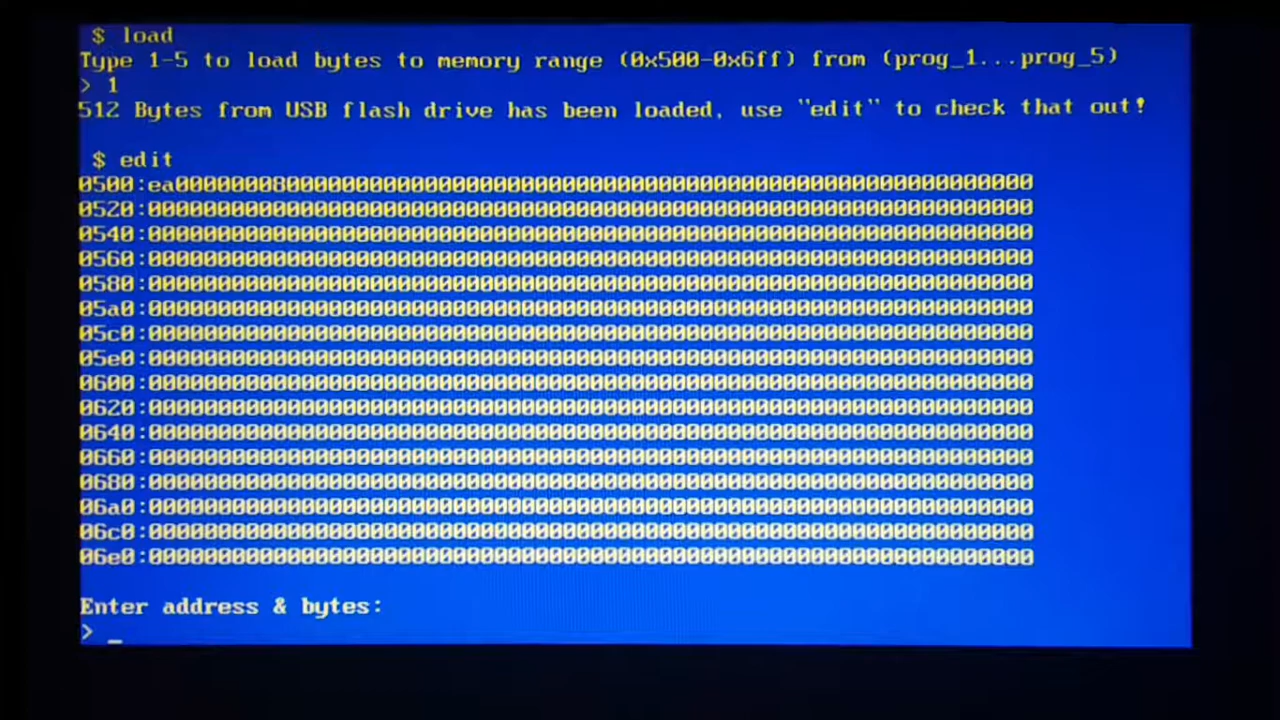 $ load
Type 1-5 to load bytes to memory range (0x500-0x6ff) from (prog_1...prog_5)
> 1
512 Bytes from USB flash drive has been loaded, use "edit" to check that out!
$ edit
0500:ea00000008000000000000000000000000000000000000000000000000000000
0520:0000000000000000000000000000000000000000000000000000000000000000
0540:0000000000000000000000000000000000000000000000000000000000000000
0560:0000000000000000000000000000000000000000000000000000000000000000
0580:0000000000000000000000000000000000000000000000000000000000000000
05a0:0000000000000000000000000000000000000000000000000000000000000000
05c0:0000000000000000000000000000000000000000000000000000000000000000
05e0:0000000000000000000000000000000000000000000000000000000000000000
0600:0000000000000000000000000000000000000000000000000000000000000000
0620:0000000000000000000000000000000000000000000000000000000000000000
0640:0000000000000000000000000000000000000000000000000000000000000000
0660:0000000000000000000000000000000000000000000000000000000000000000
0680:0000000000000000000000000000000000000000000000000000000000000000
06a0:0000000000000000000000000000000000000000000000000000000000000000
06c0:0000000000000000000000000000000000000000000000000000000000000000
06e0:0000000000000000000000000000000000000000000000000000000000000000
Enter address & bytes:
> _